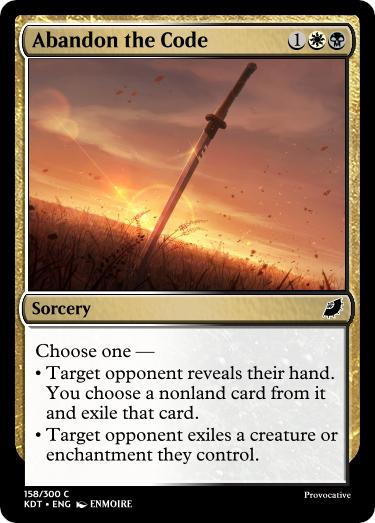 Abandon the Code 1
Sorcery
Choose one —
• Target opponent reveals their hand.
You choose a nonland card from it
and exile that card.
• Target opponent exiles a creature or
enchantment they control.
158/300 C
KDT • ENG ENMOIRE
Provocative